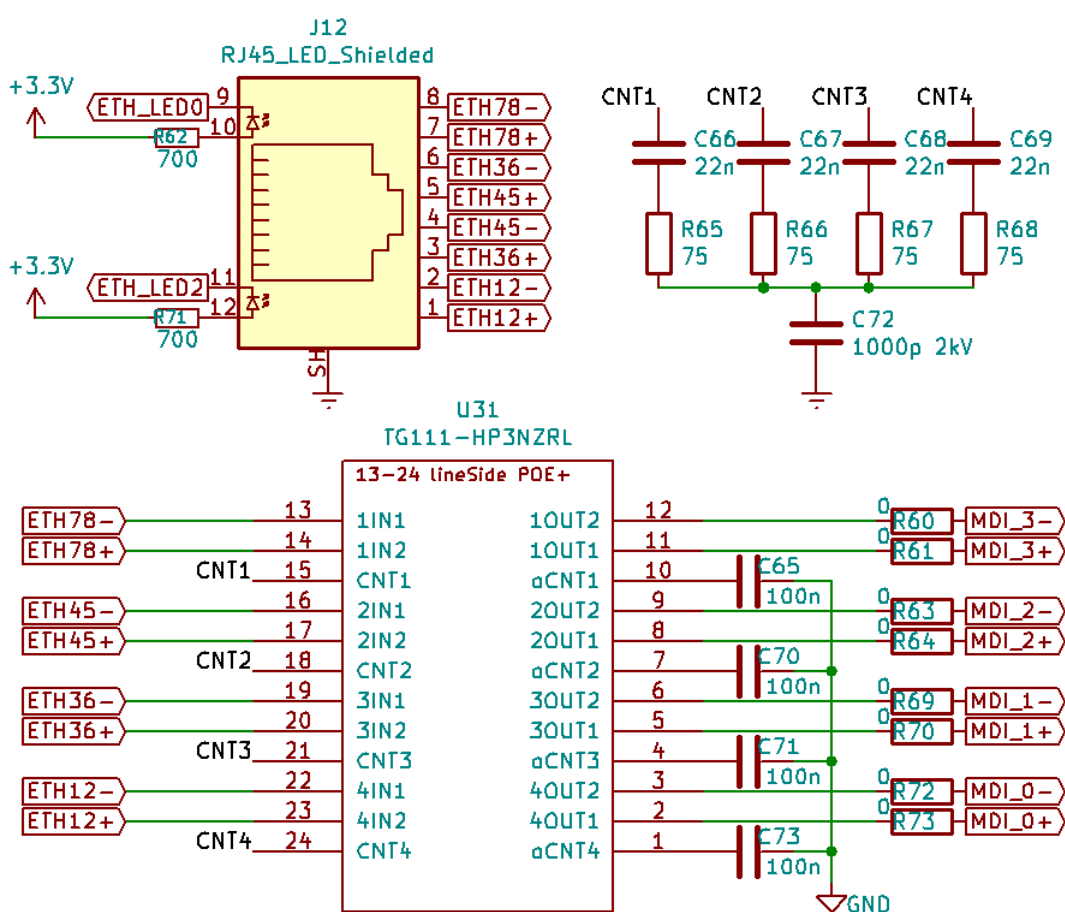 J12
RJ45_LED_Shielded
+3.3V
ETH_LED0 9
10
R62
700
+3.3V
ETH_LED2 11
12
R71
700
8 ETH78-
7 ETH78+
6 ETH36-
5 ETH45+
4 ETH45-
3 ETH36+
2 ETH12-
1 ETH12+
SH
CNT1 CNT2 CNT3 CNT4
C66 C67 C68 C69
22n 22n 22n 22n
R65 R66 R67 R68
75 75 75 75
C72
1000p 2kV
U31
TG111-HP3NZRL
13-24 lineSide POE+
ETH78- 13 1IN1 1OUT2 12 0 R60 MDI_3-
ETH78+ 14 1IN2 1OUT1 11 0 R61 MDI_3+
CNT1 15 CNT1 aCNT1 10 C65 100n
ETH45- 16 2IN1 2OUT2 9 0 R63 MDI_2-
ETH45+ 17 2IN2 2OUT1 8 0 R64 MDI_2+
CNT2 18 CNT2 aCNT2 7 C70 100n
ETH36- 19 3IN1 3OUT2 6 0 R69 MDI_1-
ETH36+ 20 3IN2 3OUT1 5 0 R70 MDI_1+
CNT3 21 CNT3 aCNT3 4 C71 100n
ETH12- 22 4IN1 4OUT2 3 0 R72 MDI_0-
ETH12+ 23 4IN2 4OUT1 2 0 R73 MDI_0+
CNT4 24 CNT4 aCNT4 1 C73 100n
GND